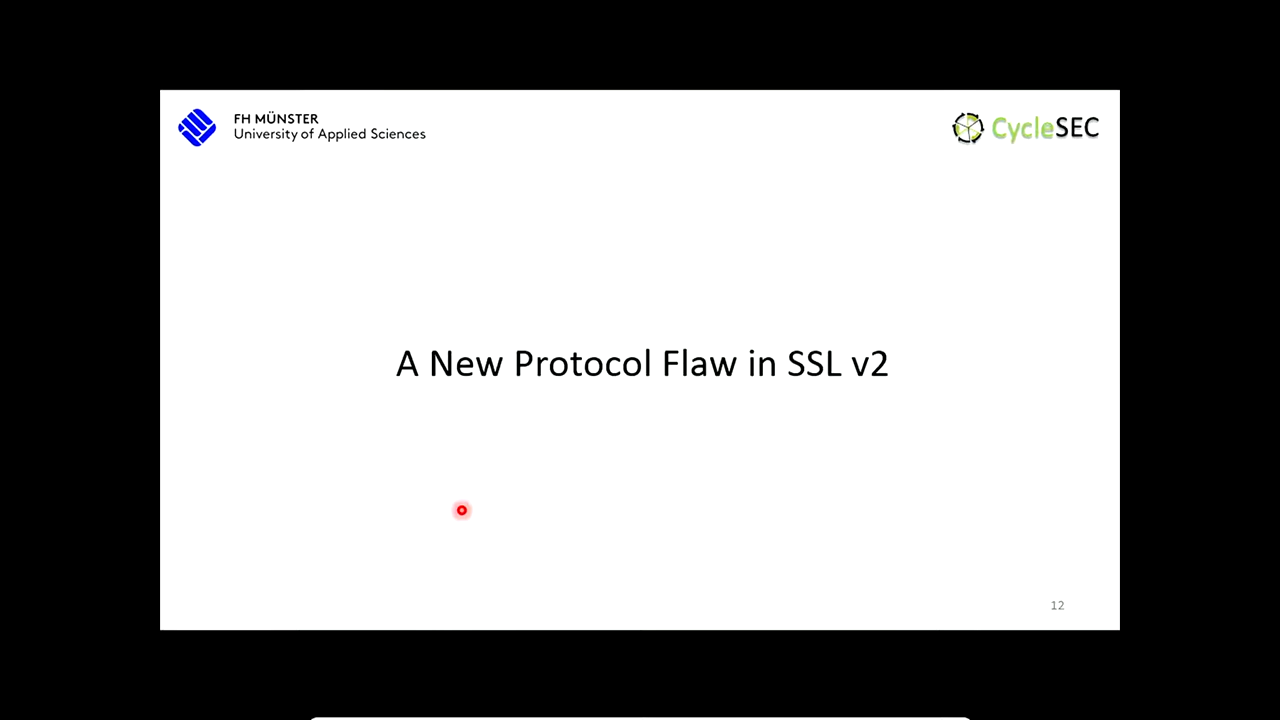 FH MÜNSTER
University of Applied Sciences
CycleSEC
A New Protocol Flaw in SSL v2
12